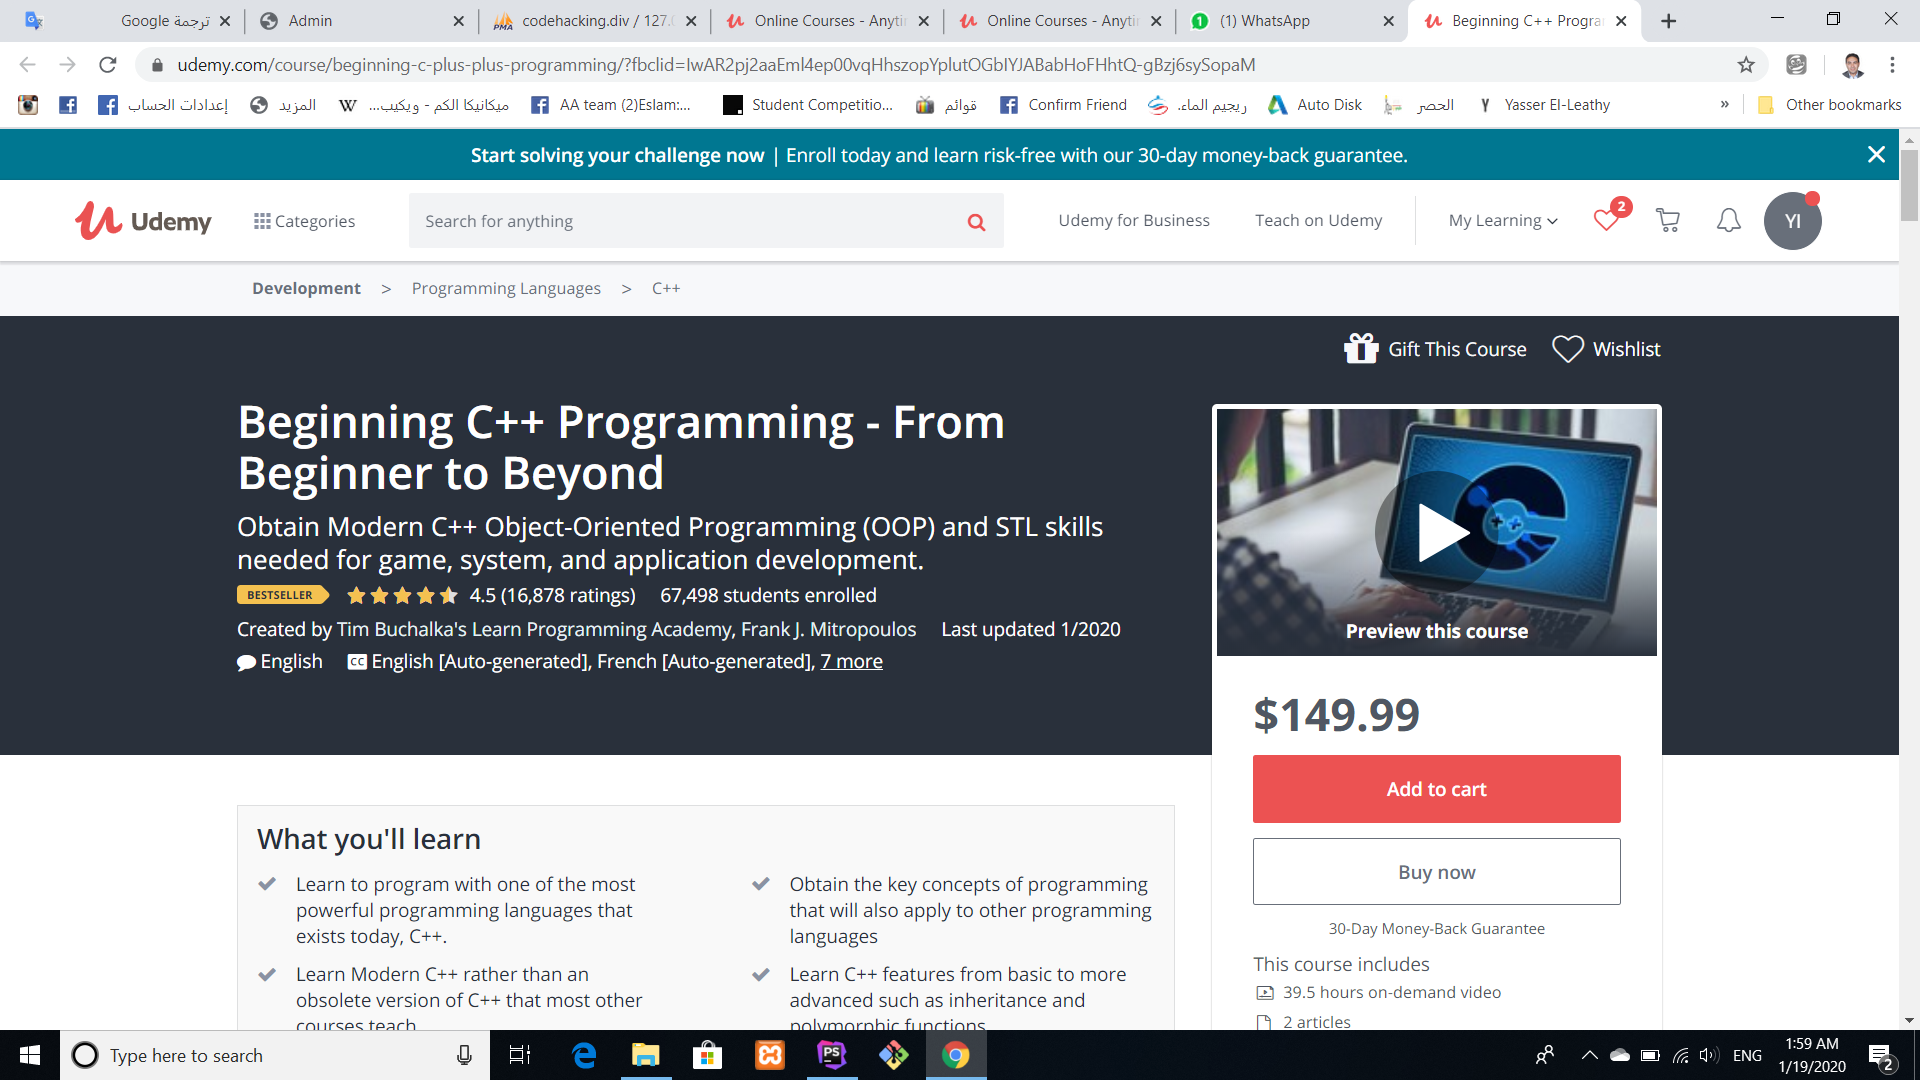 Google ترجمة
Admin
codehacking.div / 127.0
Online Courses - Anyti
Online Courses - Anyti
(1) WhatsApp
Beginning C++ Progra
udemy.com/course/beginning-c-plus-plus-programming/?fbclid=IwAR2pj2aaEml4ep00vqHhszopYplutOGbIYJABabHoFHhtQ-gBzj6sySopaM
إعدادات الحساب
المزيد
ميكانيكا الكم - ويكيب...
AA team (2)Eslam:...
Student Competitio...
قوائم
Confirm Friend
ريجيم الماء.
Auto Disk
الحصر
Yasser El-Leathy
»
Other bookmarks
Start solving your challenge now | Enroll today and learn risk-free with our 30-day money-back guarantee.
Udemy
Categories
Search for anything
Udemy for Business
Teach on Udemy
My Learning
2
YI
Development > Programming Languages > C++
Gift This Course
Wishlist
Beginning C++ Programming - From
Beginner to Beyond
Obtain Modern C++ Object-Oriented Programming (OOP) and STL skills
needed for game, system, and application development.
BESTSELLER 4.5 (16,878 ratings) 67,498 students enrolled
Created by Tim Buchalka's Learn Programming Academy, Frank J. Mitropoulos Last updated 1/2020
English CC English [Auto-generated], French [Auto-generated], 7 more
Preview this course
$149.99
Add to cart
Buy now
30-Day Money-Back Guarantee
This course includes
39.5 hours on-demand video
2 articles
What you'll learn
Learn to program with one of the most
powerful programming languages that
exists today, C++.
Obtain the key concepts of programming
that will also apply to other programming
languages
Learn Modern C++ rather than an
obsolete version of C++ that most other
courses teach
Learn C++ features from basic to more
advanced such as inheritance and
polymorphic functions
Type here to search
PS
ENG
1:59 AM
1/19/2020
2